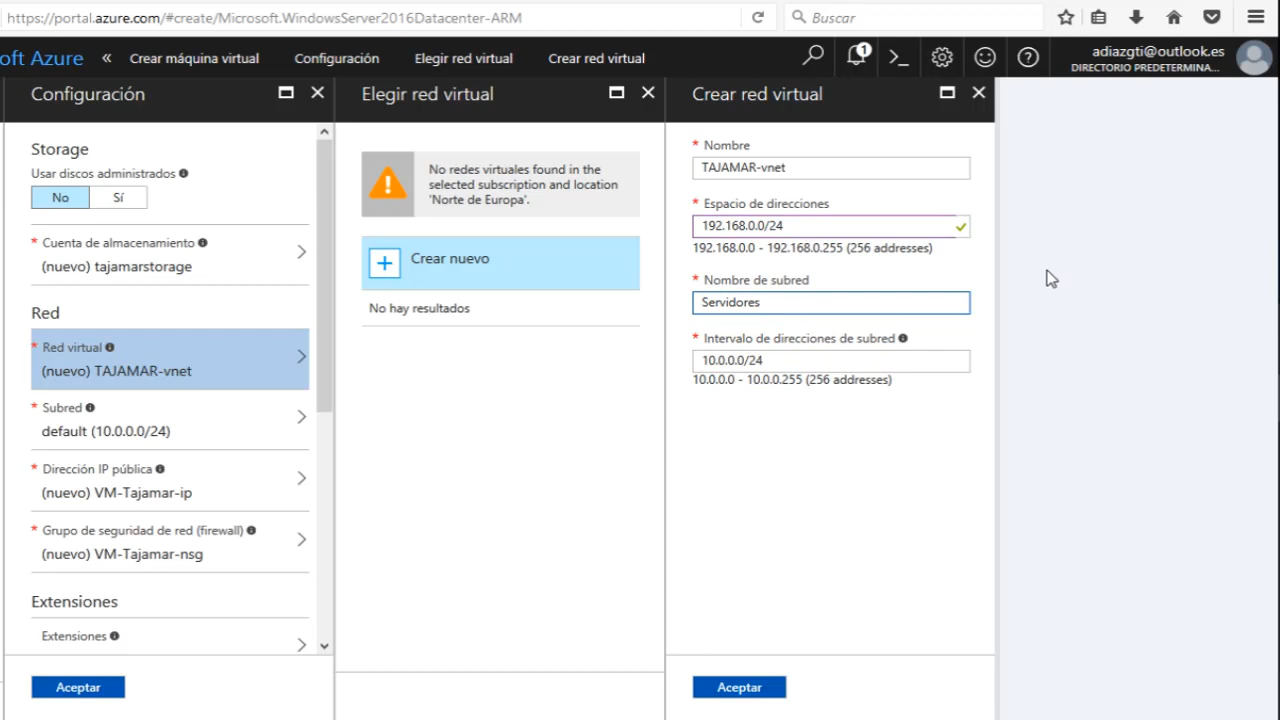 https://portal.azure.com/#create/Microsoft.WindowsServer2016Datacenter-ARM
Buscar
oft Azure « Crear máquina virtual Configuración Elegir red virtual Crear red virtual
1
adiazgti@outlook.es
DIRECTORIO PREDETERMINA...
Configuración
Storage
Usar discos administrados
No Sí
* Cuenta de almacenamiento
(nuevo) tajamarstorage
Red
* Red virtual
(nuevo) TAJAMAR-vnet
* Subred
default (10.0.0.0/24)
* Dirección IP pública
(nuevo) VM-Tajamar-ip
* Grupo de seguridad de red (firewall)
(nuevo) VM-Tajamar-nsg
Extensiones
Extensiones
Aceptar
Elegir red virtual
No redes virtuales found in the
selected subscription and location
'Norte de Europa'.
Crear nuevo
No hay resultados
Crear red virtual
* Nombre
TAJAMAR-vnet
* Espacio de direcciones
192.168.0.0/24
192.168.0.0 - 192.168.0.255 (256 addresses)
* Nombre de subred
Servidores
* Intervalo de direcciones de subred
10.0.0.0/24
10.0.0.0 - 10.0.0.255 (256 addresses)
Aceptar